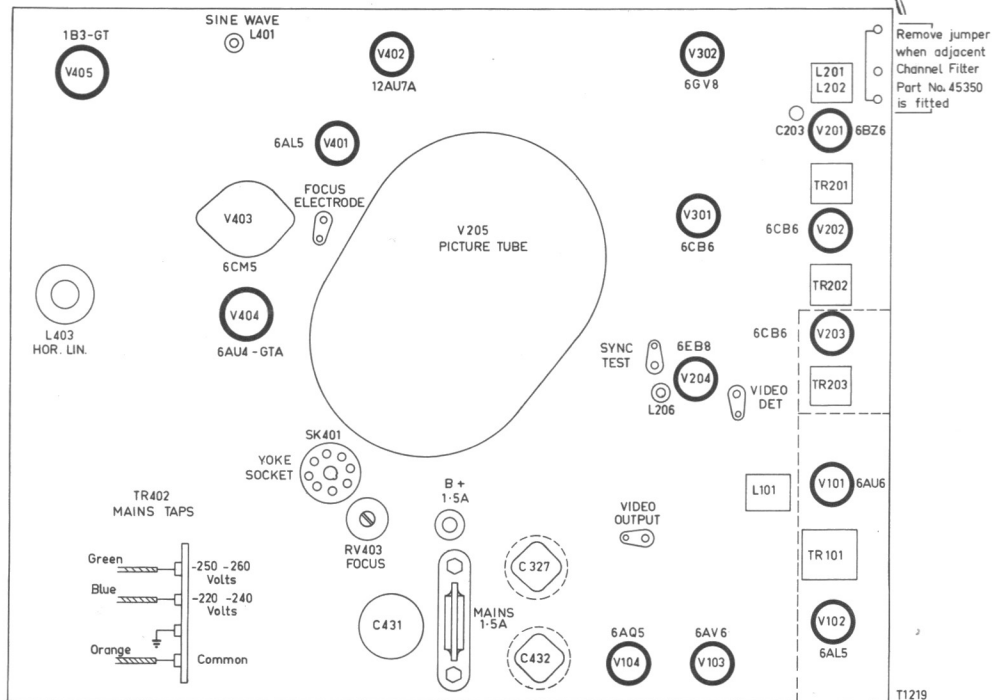 SINE WAVE
L401
1B3-GT
V405
V402
12AU7A
V302
6GV8
Remove jumper
when adjacent
Channel Filter
Part No. 45350
is fitted
L201
L202
C203
V201
6BZ6
6AL5
V401
TR201
FOCUS
ELECTRODE
V403
6CM5
V205
PICTURE TUBE
V301
6CB6
6CB6
V202
TR202
L403
HOR. LIN.
V404
6AU4-GTA
6CB6
V203
SYNC
TEST
6EB8
V204
L206
VIDEO
DET
TR203
SK401
YOKE
SOCKET
B+
1·5A
L101
V101
6AU6
TR402
MAINS TAPS
RV403
FOCUS
VIDEO
OUTPUT
TR101
Green
-250 -260
Volts
Blue
-220 -240
Volts
Orange
Common
C431
MAINS
1·5A
C327
C432
6AQ5
V104
6AV6
V103
V102
6AL5
T1219